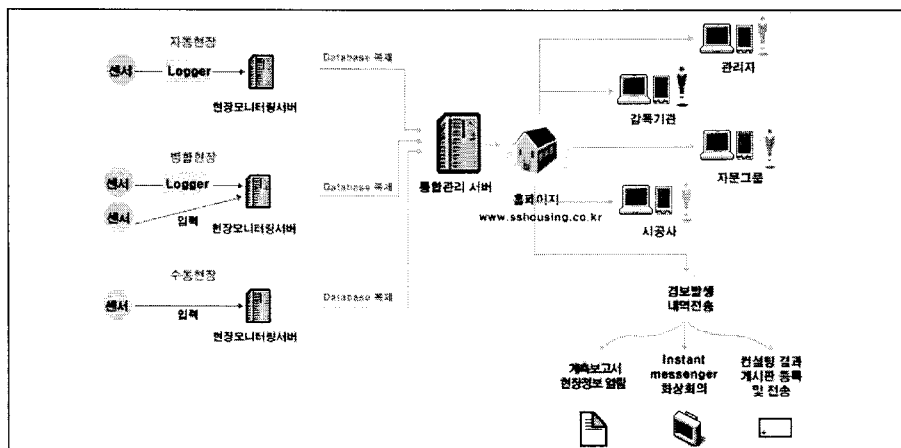 자동현장
센서
Logger
현장모니터링서버
Database 복제
병합현장
센서
Logger
센서
입력
현장모니터링서버
Database 복제
수동현장
센서
입력
현장모니터링서버
Database 복제
통합관리 서버
홈페이지
www.sshousing.co.kr
관리자
감독기관
자문그룹
시공사
경보발생
내역전송
계측보고서
현장정보 열람
Instant
messenger
화상회의
컨설팅 결과
게시판 등록
및 전송